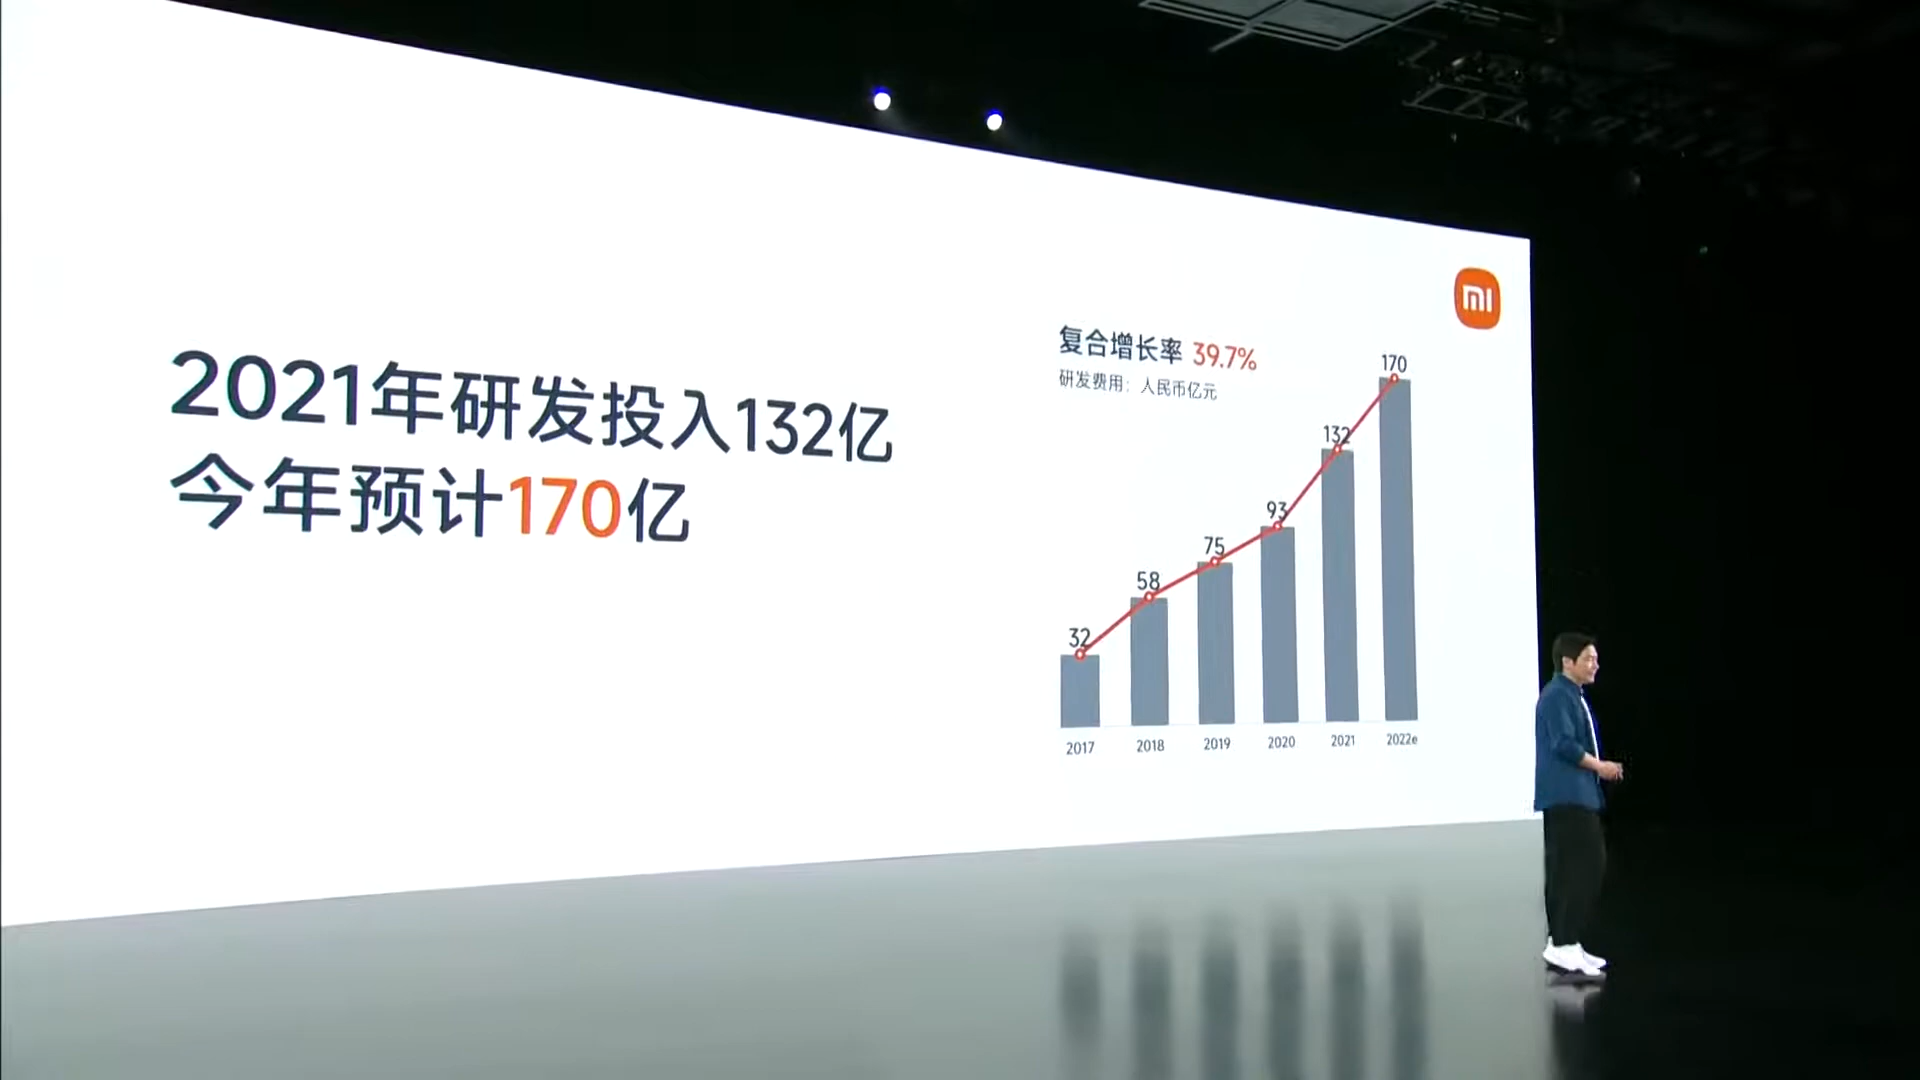 2021年研发投入132亿
今年预计170亿
mi
复合增长率 39.7%
研发费用：人民币亿元
32
58
75
93
132
170
2017
2018
2019
2020
2021
2022e